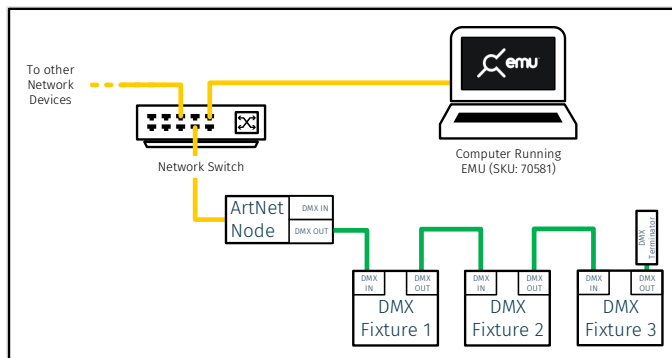 To other
Network
Devices
emu
Network Switch
Computer Running
EMU (SKU: 70581)
ArtNet
Node
DMX IN
DMX OUT
DMX
Terminator
DMX
IN
DMX
OUT
DMX
Fixture 1
DMX
IN
DMX
OUT
DMX
Fixture 2
DMX
IN
DMX
OUT
DMX
Fixture 3